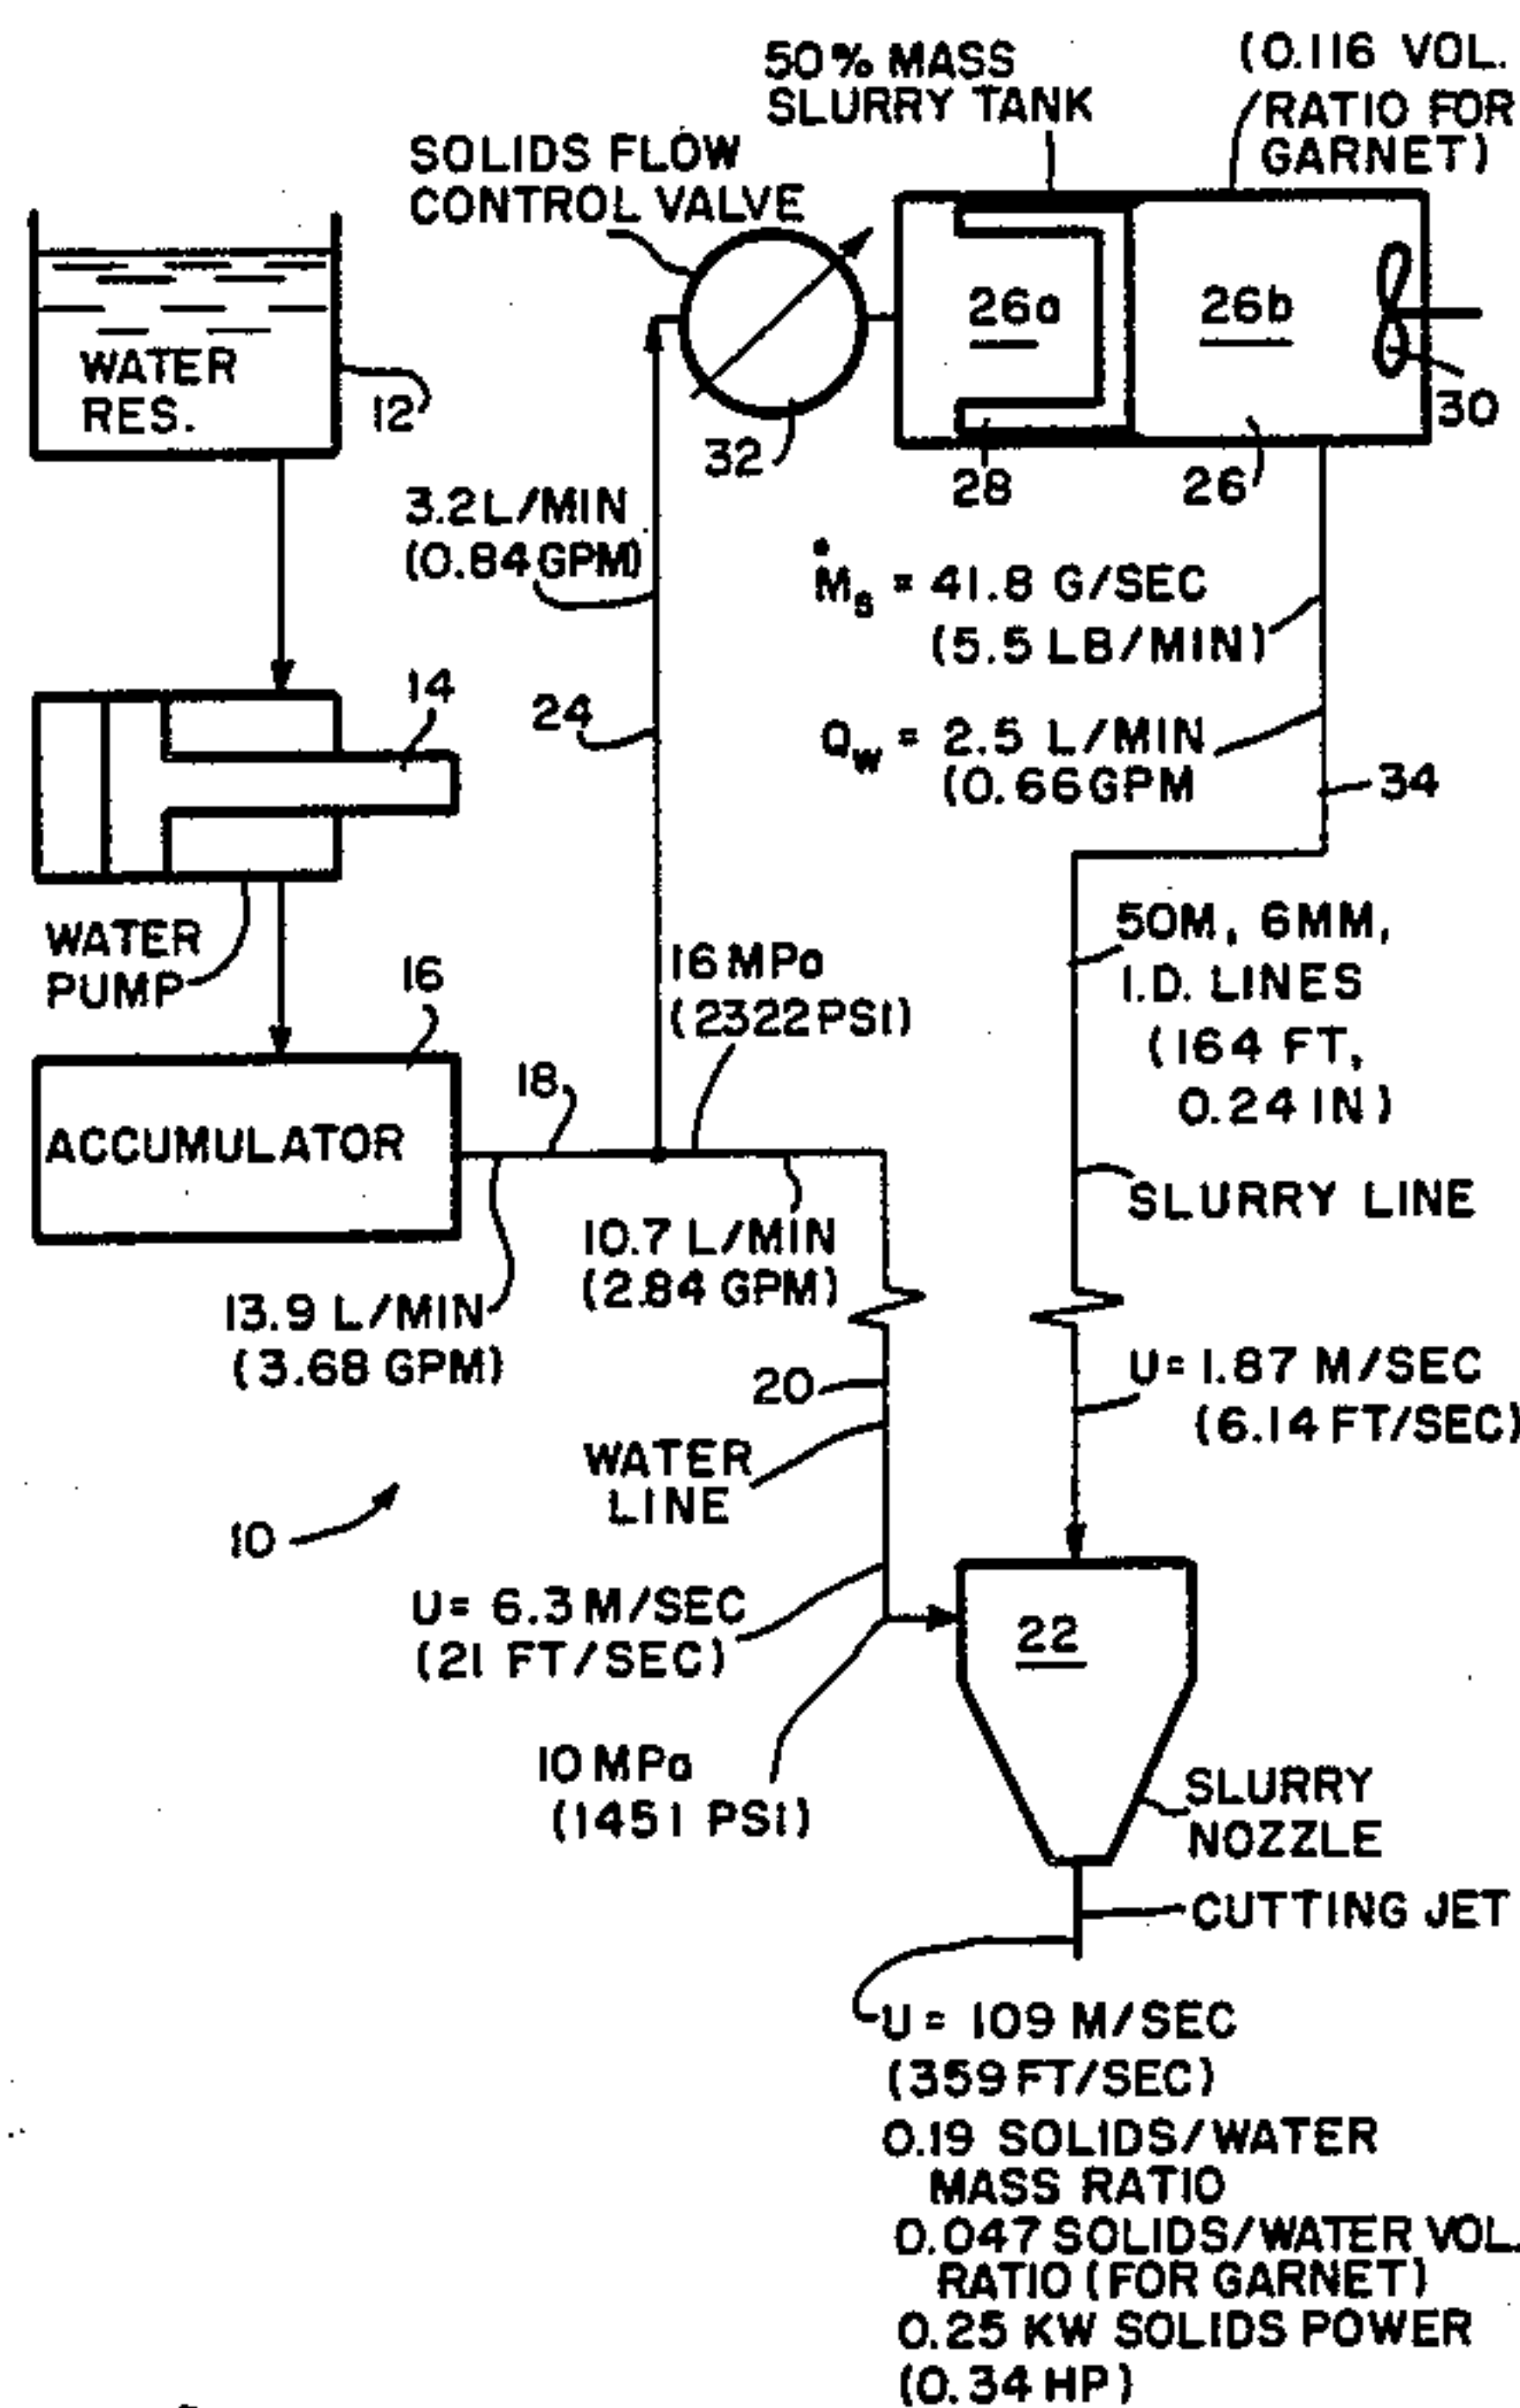 50% MASS
SLURRY TANK
(0.116 VOL.
RATIO FOR
GARNET)
SOLIDS FLOW
CONTROL VALVE
WATER
RES.
12
26a
26b
30
32
28
26
3.2L/MIN
(0.84 GPM)
Ms = 41.8 G/SEC
(5.5 LB/MIN)
14
24
Qw = 2.5 L/MIN
(0.66 GPM
34
WATER
PUMP
16
16 MPa
(2322 PSI)
50M, 6MM,
I.D. LINES
(164 FT,
0.24 IN)
18
ACCUMULATOR
SLURRY LINE
10.7 L/MIN
(2.84 GPM)
13.9 L/MIN
(3.68 GPM)
20
U= 1.87 M/SEC
(6.14 FT/SEC)
WATER
LINE
10
U= 6.3 M/SEC
(21 FT/SEC)
22
10 MPa
(1451 PSI)
SLURRY
NOZZLE
CUTTING JET
U= 109 M/SEC
(359 FT/SEC)
0.19 SOLIDS/WATER
MASS RATIO
0.047 SOLIDS/WATER VOL.
RATIO (FOR GARNET)
0.25 KW SOLIDS POWER
(0.34 HP)